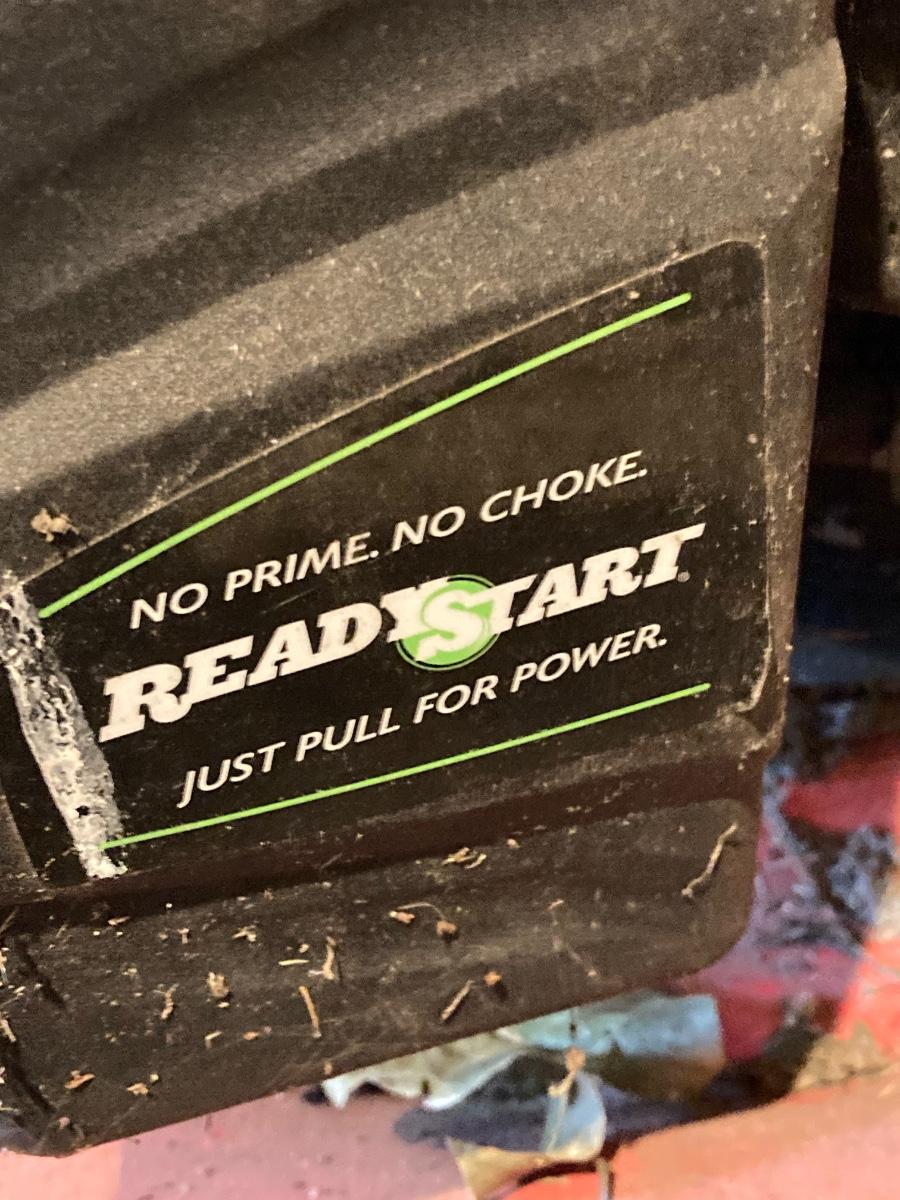 NO PRIME. NO CHOKE.
READYSTART®
JUST PULL FOR POWER.